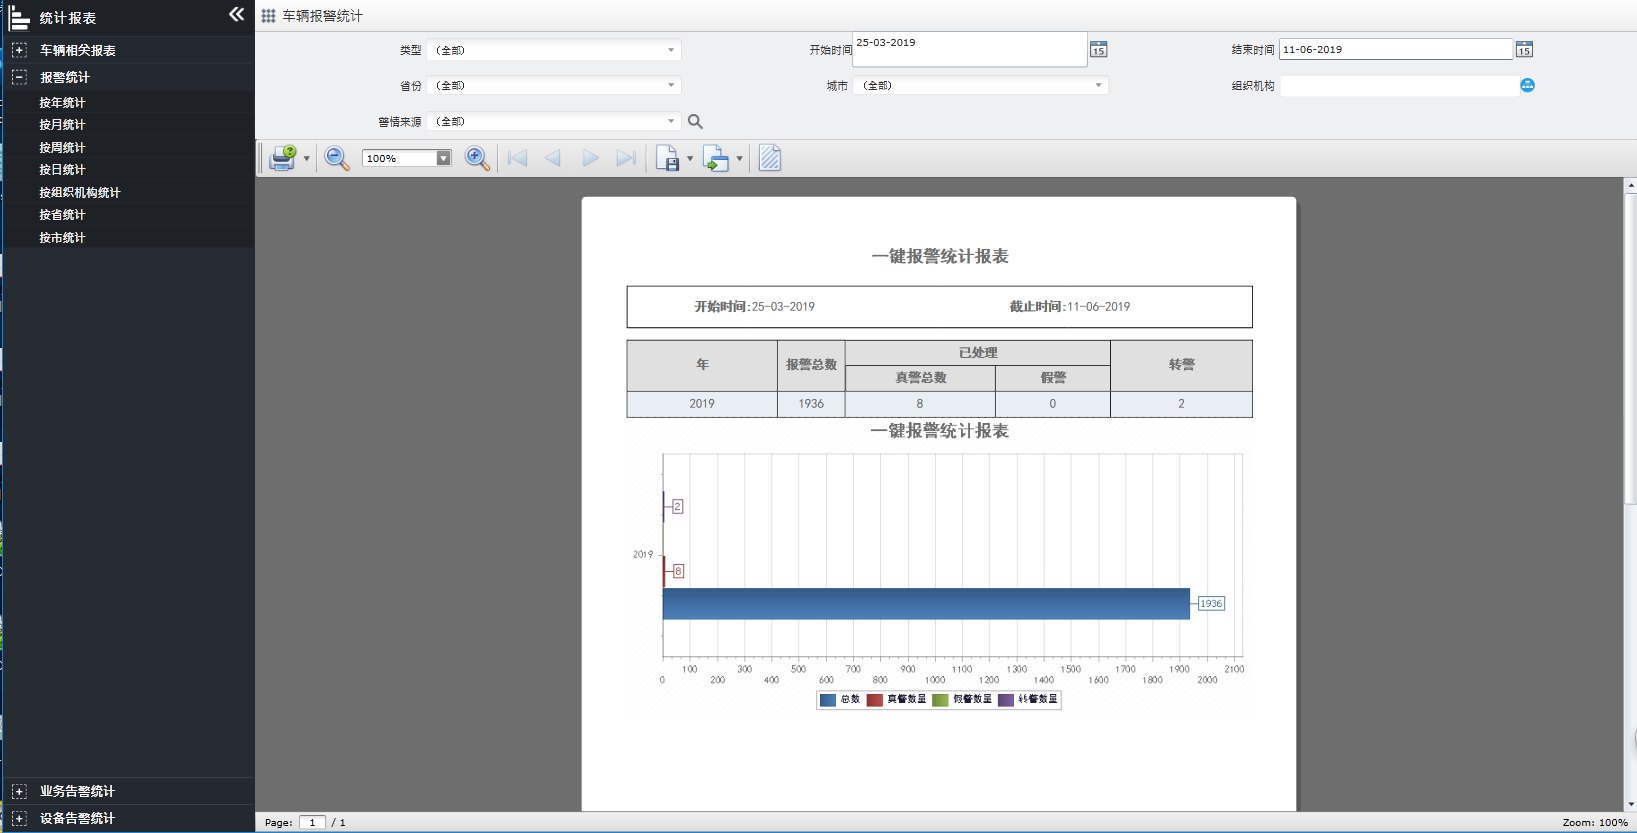 统计报表
车辆相关报表
报警统计
按年统计
按月统计
按周统计
按日统计
按组织机构统计
按省统计
按市统计
业务告警统计
设备告警统计
车辆报警统计
类型 （全部）
开始时间 25-03-2019 15
结束时间 11-06-2019 15
省份 （全部）
城市 （全部）
组织机构
警情来源 （全部）
100%
一键报警统计报表
开始时间:25-03-2019 截止时间:11-06-2019
年 报警总数 已处理 转警
真警总数 假警
2019 1936 8 0 2
一键报警统计报表
2
2019
8
1936
100 300 500 700 900 1100 1300 1500 1700 1900 2100
0 200 400 600 800 1000 1200 1400 1600 1800 2000
总数 真警数量 假警数量 转警数量
Page: 1 / 1
Zoom: 100%